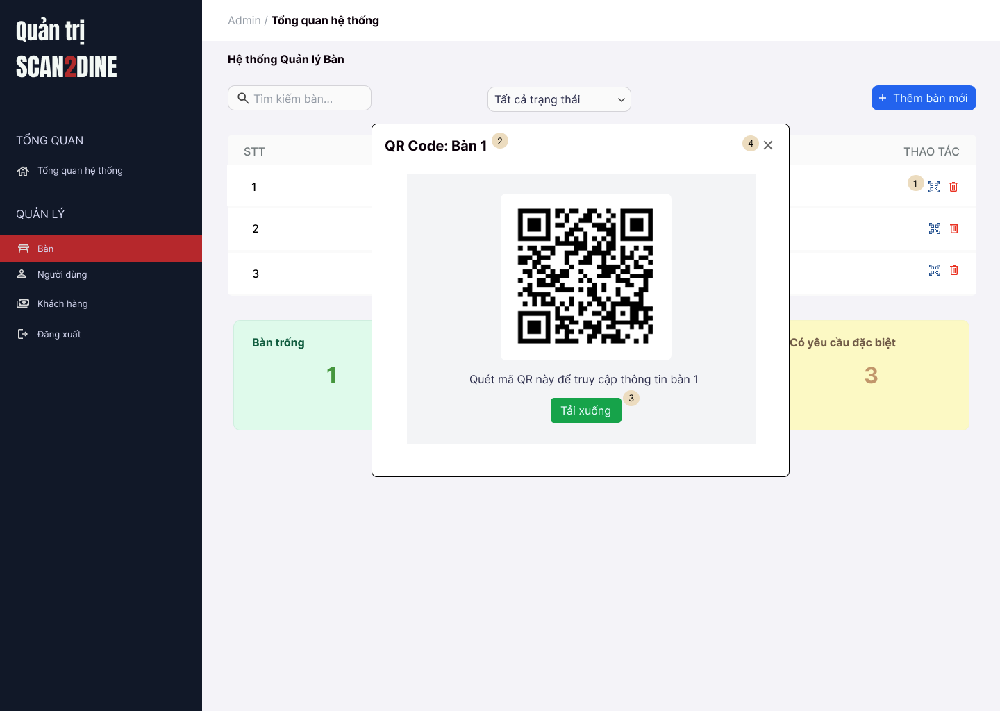 Quản trị
SCAN2DINE
TỔNG QUAN
Tổng quan hệ thống
QUẢN LÝ
Bàn
Người dùng
Khách hàng
Đăng xuất
Admin / Tổng quan hệ thống
Hệ thống Quản lý Bàn
Tìm kiếm bàn...
Tất cả trạng thái
+ Thêm bàn mới
STT
THAO TÁC
1
1
2
3
QR Code: Bàn 1
2
4
Quét mã QR này để truy cập thông tin bàn 1
3
Tải xuống
Bàn trống
1
Có yêu cầu đặc biệt
3